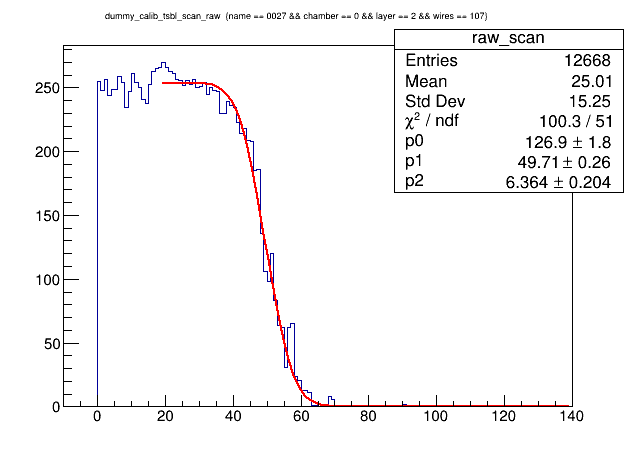 dummy_calib_tsbl_scan_raw (name == 0027 && chamber == 0 && layer == 2 && wires == 107)
raw_scan
Entries 12668
Mean 25.01
Std Dev 15.25
χ² / ndf 100.3 / 51
p0 126.9 ± 1.8
p1 49.71 ± 0.26
p2 6.364 ± 0.204
250
200
150
100
50
0
0 20 40 60 80 100 120 140